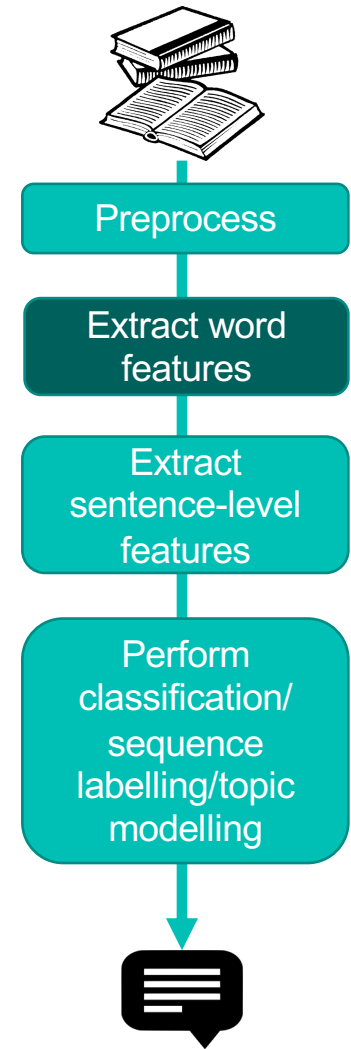 Preprocess
Extract word
features
Extract
sentence-level
features
Perform
classification/
sequence
labelling/topic
modelling